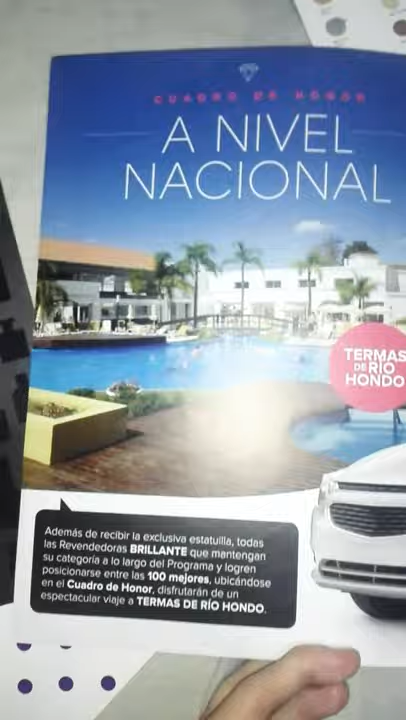 CUADRO DE HONOR
A NIVEL
NACIONAL
TERMAS
DE RÍO
HONDO
Además de recibir la exclusiva estatuilla, todas
las Revendedoras BRILLANTE que mantengan
su categoría a lo largo del Programa y logren
posicionarse entre las 100 mejores, ubicándose
en el Cuadro de Honor, disfrutarán de un
espectacular viaje a TERMAS DE RÍO HONDO.